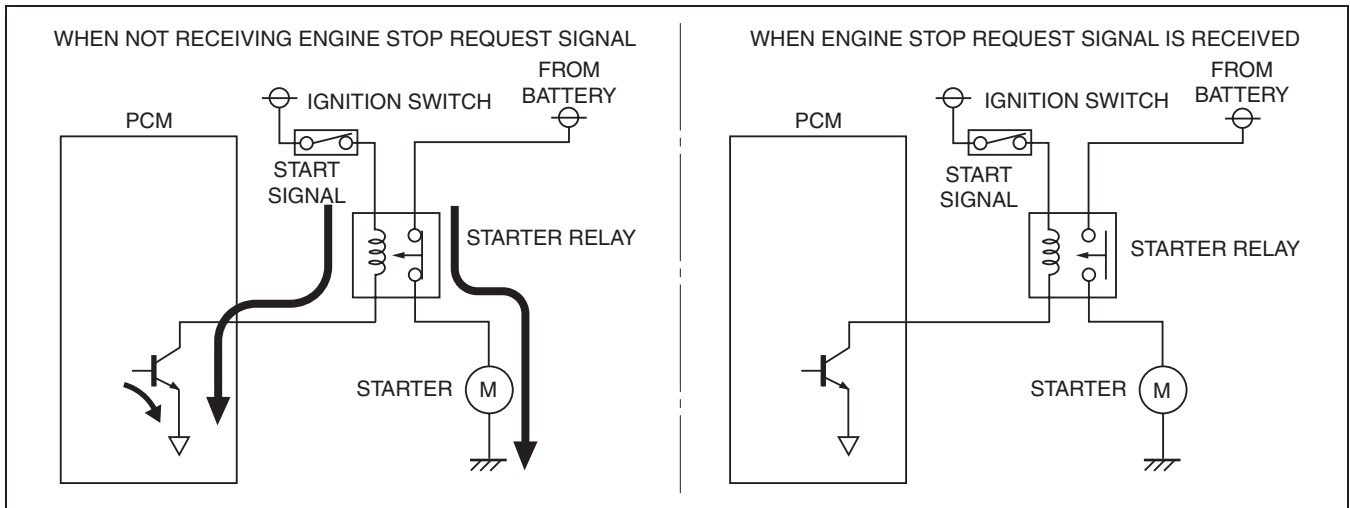 WHEN NOT RECEIVING ENGINE STOP REQUEST SIGNAL
FROM
BATTERY
IGNITION SWITCH
PCM
START
SIGNAL
STARTER RELAY
STARTER
M
WHEN ENGINE STOP REQUEST SIGNAL IS RECEIVED
FROM
BATTERY
IGNITION SWITCH
PCM
START
SIGNAL
STARTER RELAY
STARTER
M